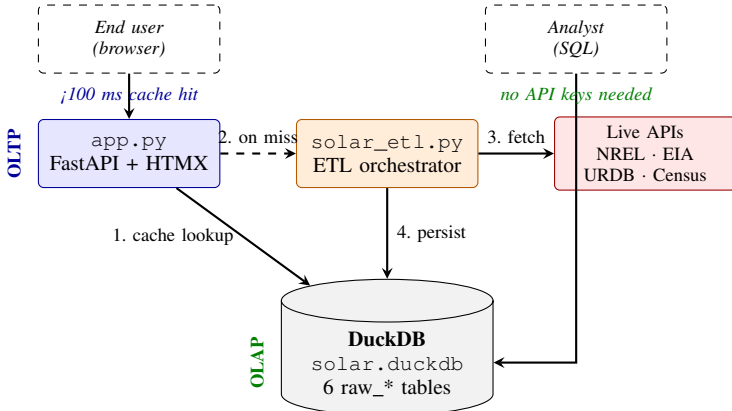 End user
(browser)
Analyst
(SQL)
¡100 ms cache hit
no API keys needed
OLTP
app.py
FastAPI + HTMX
2. on miss
solar_etl.py
ETL orchestrator
3. fetch
Live APIs
NREL · EIA
URDB · Census
1. cache lookup
4. persist
OLAP
DuckDB
solar.duckdb
6 raw_* tables